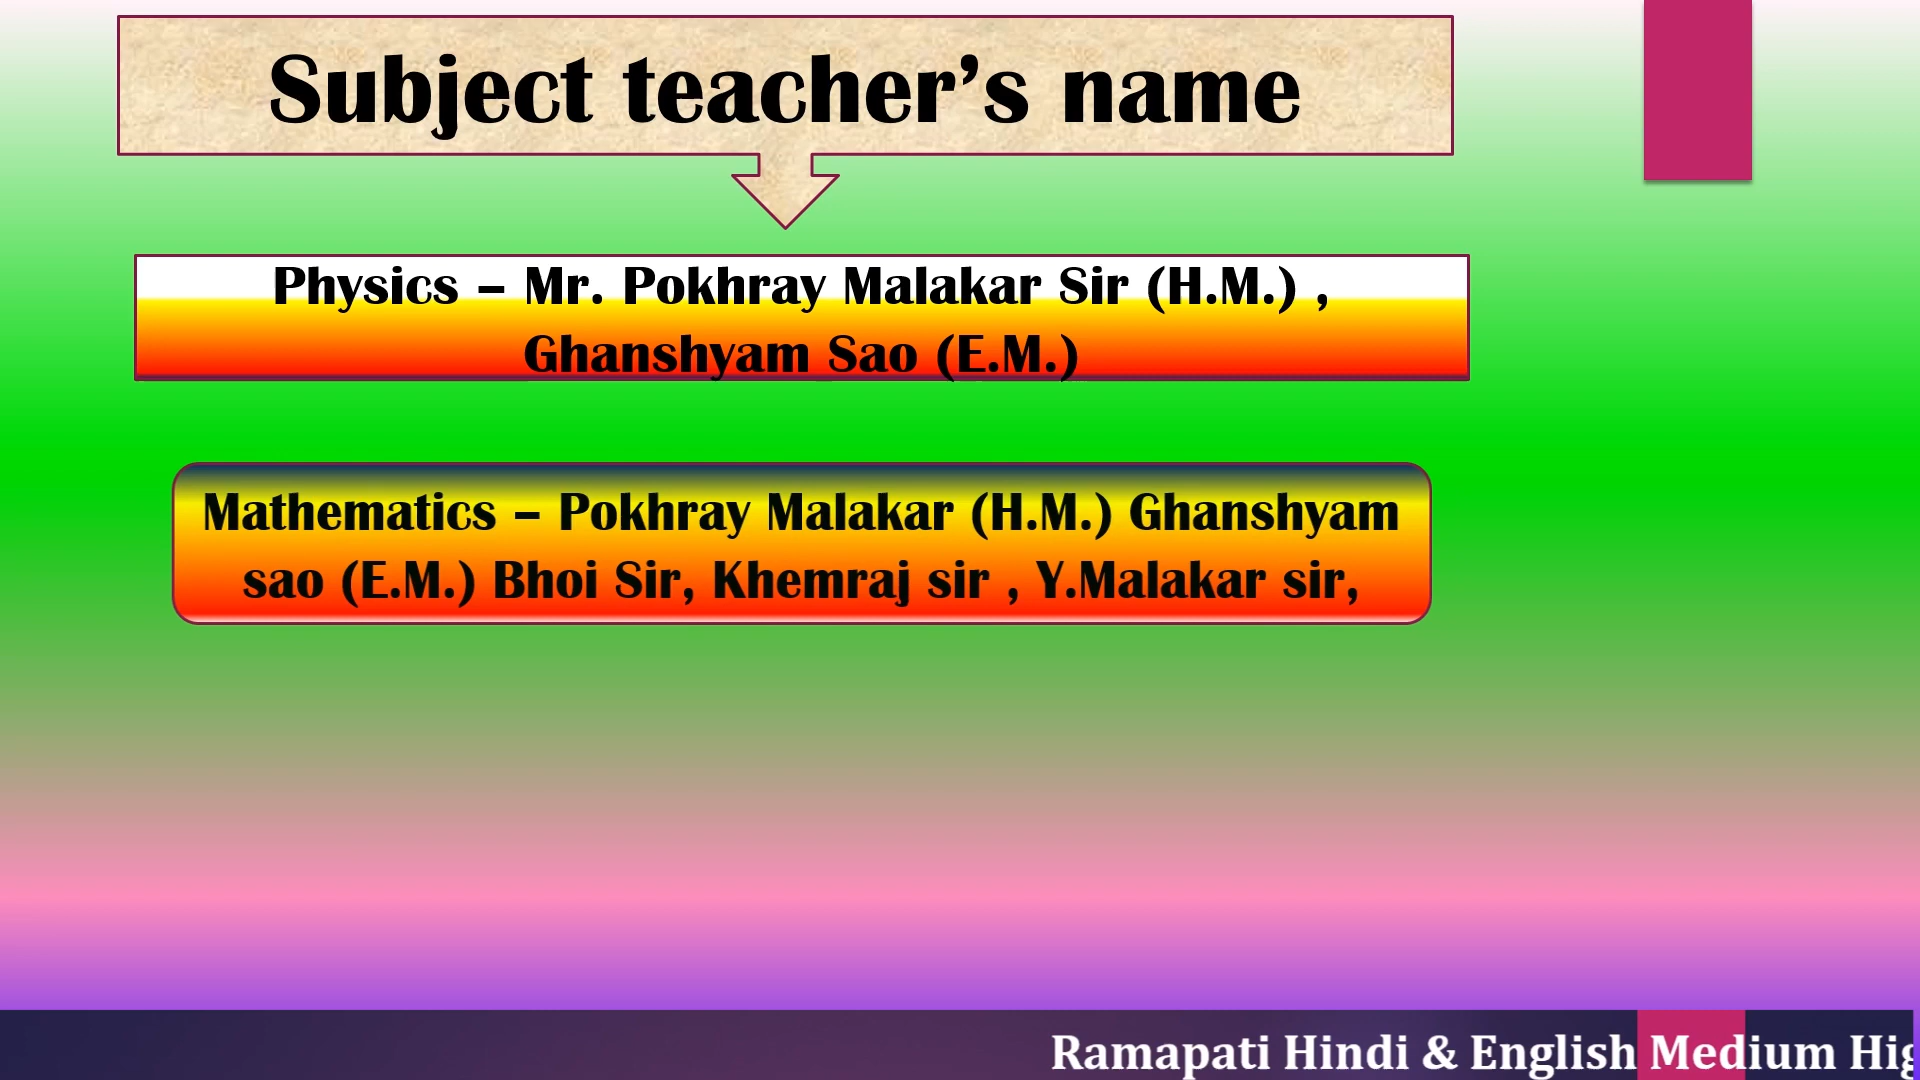 Subject teacher’s name
Physics – Mr. Pokhray Malakar Sir (H.M.) ,
Ghanshyam Sao (E.M.)
Mathematics – Pokhray Malakar (H.M.) Ghanshyam
sao (E.M.) Bhoi Sir, Khemraj sir , Y.Malakar sir,
Ramapati Hindi & English Medium